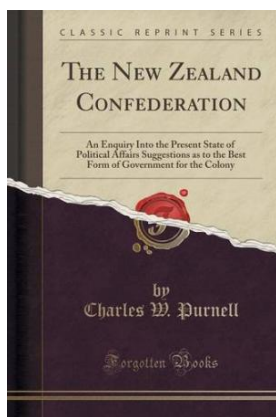 CLASSIC REPRINT SERIES
THE NEW ZEALAND
CONFEDERATION
An Enquiry Into the Present State of
Political Affairs Suggestions as to the Best
Form of Government for the Colony
by
Charles W. Purnell
Forgotten Books